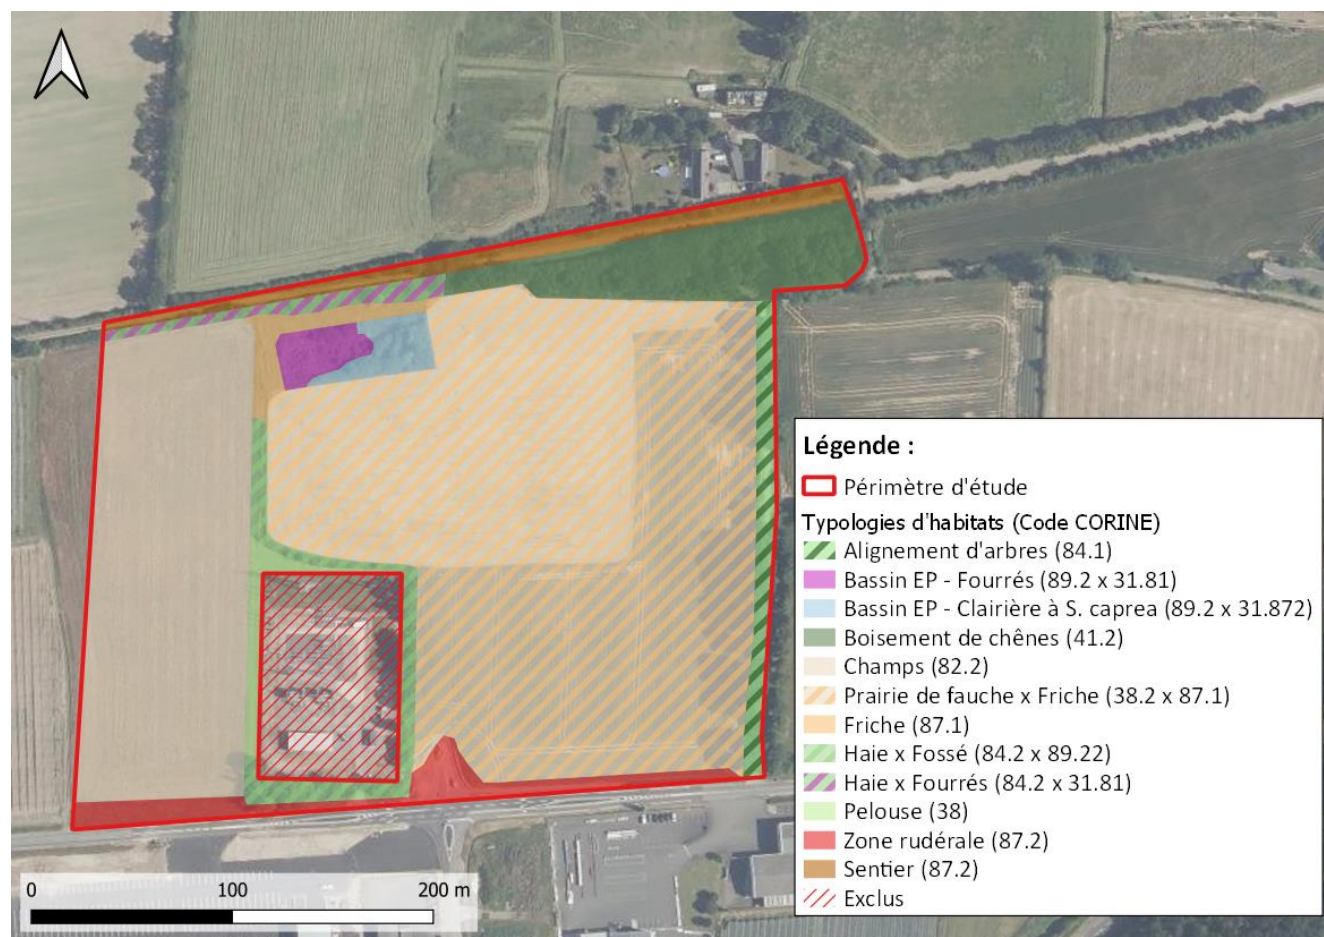 Légende :
Périmètre d'étude
Typologies d'habitats (Code CORINE)
Alignement d'arbres (84.1)
Bassin EP - Fourrés (89.2 x 31.81)
Bassin EP - Clairière à S. caprea (89.2 x 31.872)
Boisement de chênes (41.2)
Champs (82.2)
Prairie de fauche x Friche (38.2 x 87.1)
Friche (87.1)
Haie x Fossé (84.2 x 89.22)
Haie x Fourrés (84.2 x 31.81)
Pelouse (38)
Zone rudérale (87.2)
Sentier (87.2)
Exclus
0 100 200 m